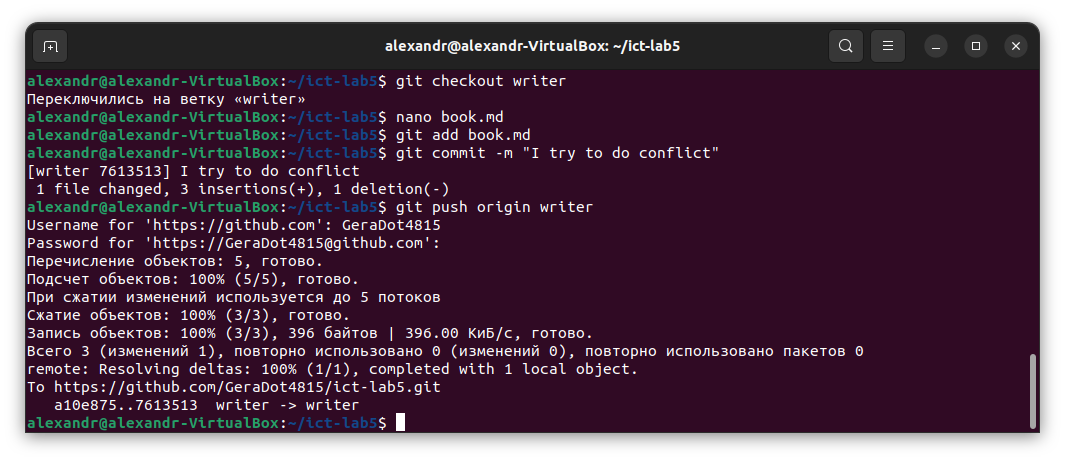 alexandr@alexandr-VirtualBox: ~/ict-lab5
alexandr@alexandr-VirtualBox:~/ict-lab5$ git checkout writer
Переключились на ветку «writer»
alexandr@alexandr-VirtualBox:~/ict-lab5$ nano book.md
alexandr@alexandr-VirtualBox:~/ict-lab5$ git add book.md
alexandr@alexandr-VirtualBox:~/ict-lab5$ git commit -m "I try to do conflict"
[writer 7613513] I try to do conflict
 1 file changed, 3 insertions(+), 1 deletion(-)
alexandr@alexandr-VirtualBox:~/ict-lab5$ git push origin writer
Username for 'https://github.com': GeraDot4815
Password for 'https://GeraDot4815@github.com':
Перечисление объектов: 5, готово.
Подсчет объектов: 100% (5/5), готово.
При сжатии изменений используется до 5 потоков
Сжатие объектов: 100% (3/3), готово.
Запись объектов: 100% (3/3), 396 байтов | 396.00 КиБ/с, готово.
Всего 3 (изменений 1), повторно использовано 0 (изменений 0), повторно использовано пакетов 0
remote: Resolving deltas: 100% (1/1), completed with 1 local object.
To https://github.com/GeraDot4815/ict-lab5.git
   a10e875..7613513  writer -> writer
alexandr@alexandr-VirtualBox:~/ict-lab5$